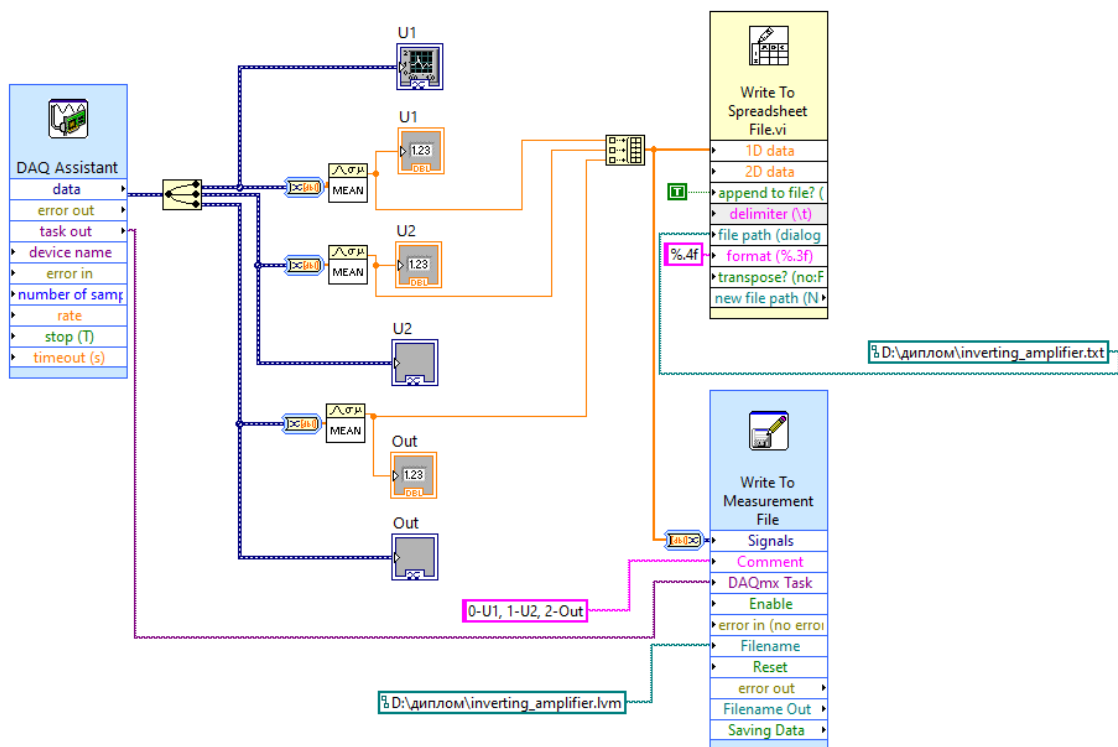 DAQ Assistant
data
error out
task out
device name
error in
number of samp
rate
stop (T)
timeout (s)
U1
U1
1.23
DBL
MEAN
U2
1.23
DBL
MEAN
U2
MEAN
Out
1.23
DBL
Out
Write To
Spreadsheet
File.vi
1D data
2D data
T
append to file? (
delimiter (\t)
file path (dialog
%.4f
format (%.3f)
transpose? (no:F
new file path (N
D:\диплом\inverting_amplifier.txt
Write To
Measurement
File
Signals
Comment
DAQmx Task
Enable
error in (no error
Filename
Reset
error out
Filename Out
Saving Data
0-U1, 1-U2, 2-Out
D:\диплом\inverting_amplifier.lvm